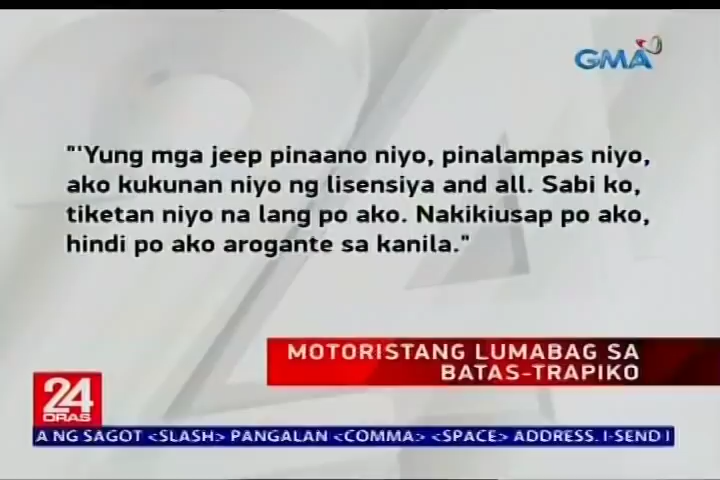 GMA
"'Yung mga jeep pinaano niyo, pinalampas niyo,
ako kukunan niyo ng lisensiya and all. Sabi ko,
tiketan niyo na lang po ako. Nakikiusap po ako,
hindi po ako arogante sa kanila."
MOTORISTANG LUMABAG SA
BATAS-TRAPIKO
24
ORAS
A NG SAGOT <SLASH> PANGALAN <COMMA> <SPACE> ADDRESS. I-SEND I